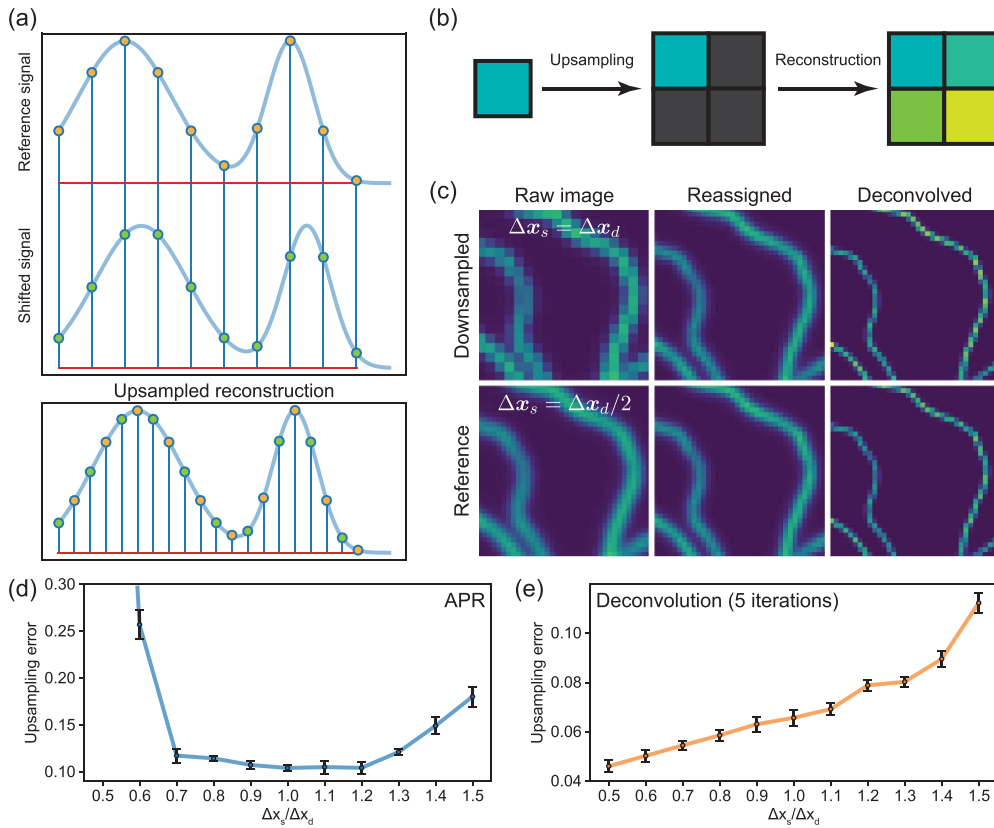 (a)
Reference signal
Shifted signal
Upsampled reconstruction
(b)
Upsampling
Reconstruction
(c)
Raw image
Reassigned
Deconvolved
Downsampled
Δx_s = Δx_d
Reference
Δx_s = Δx_d/2
(d)
APR
Upsampling error
0.30
0.25
0.20
0.15
0.10
0.5 0.6 0.7 0.8 0.9 1.0 1.1 1.2 1.3 1.4 1.5
Δx_s/Δx_d
(e)
Deconvolution (5 iterations)
Upsampling error
0.10
0.08
0.06
0.04
0.5 0.6 0.7 0.8 0.9 1.0 1.1 1.2 1.3 1.4 1.5
Δx_s/Δx_d